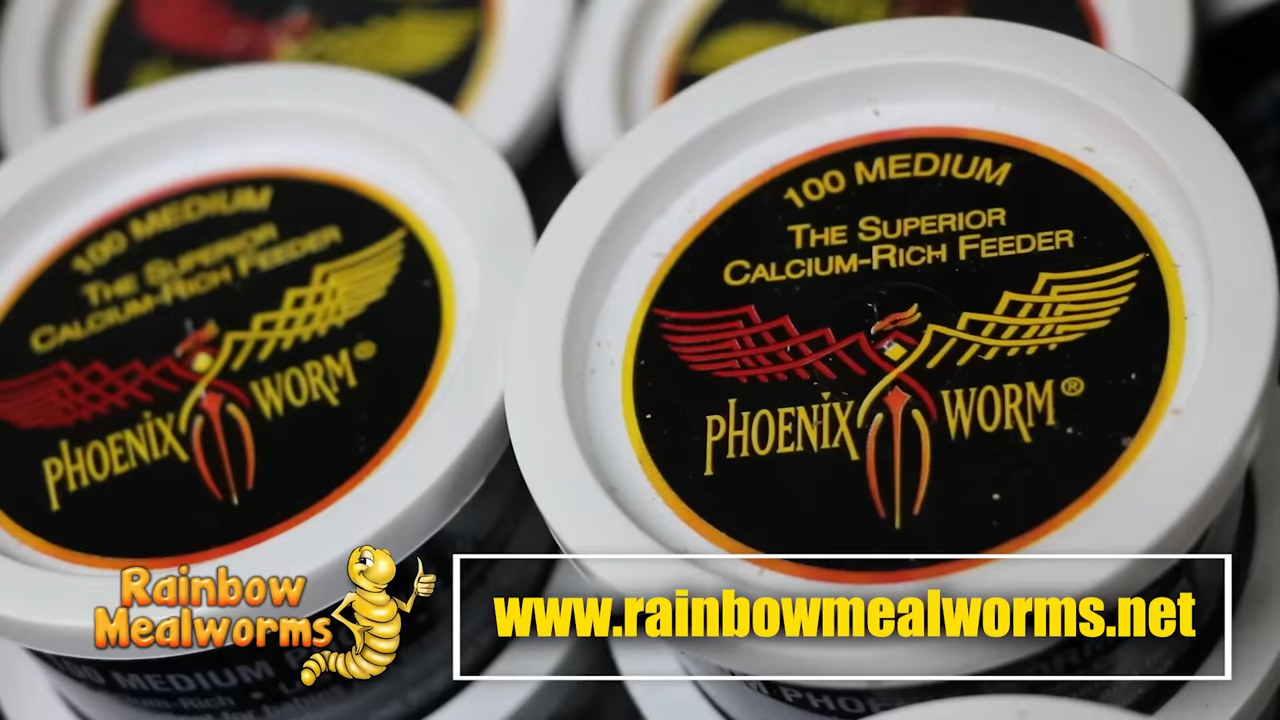 100 MEDIUM
THE SUPERIOR
CALCIUM-RICH FEEDER
PHOENIX WORM®
100 MEDIUM
THE SUPERIOR
CALCIUM-RICH FEEDER
PHOENIX WORM®
Rainbow
Mealworms
www.rainbowmealworms.net
100 MEDIUM